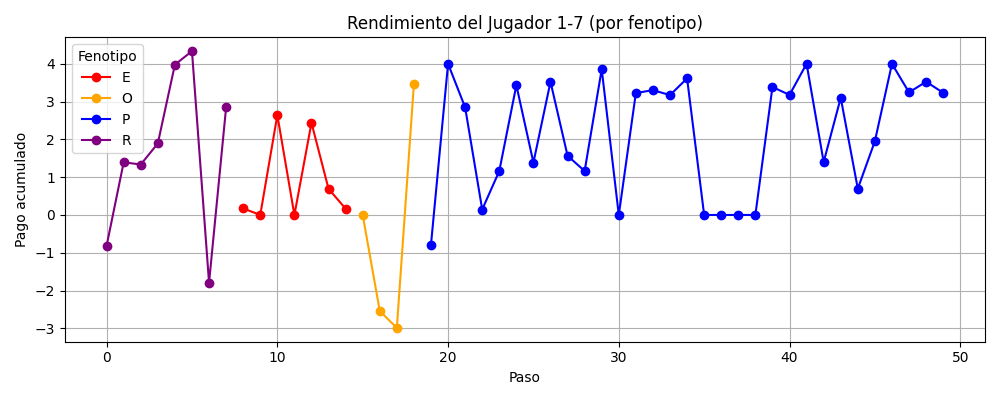 Rendimiento del Jugador 1-7 (por fenotipo)
Fenotipo
E
O
P
R
Pago acumulado
4
3
2
1
0
−1
−2
−3
0
10
20
30
40
50
Paso